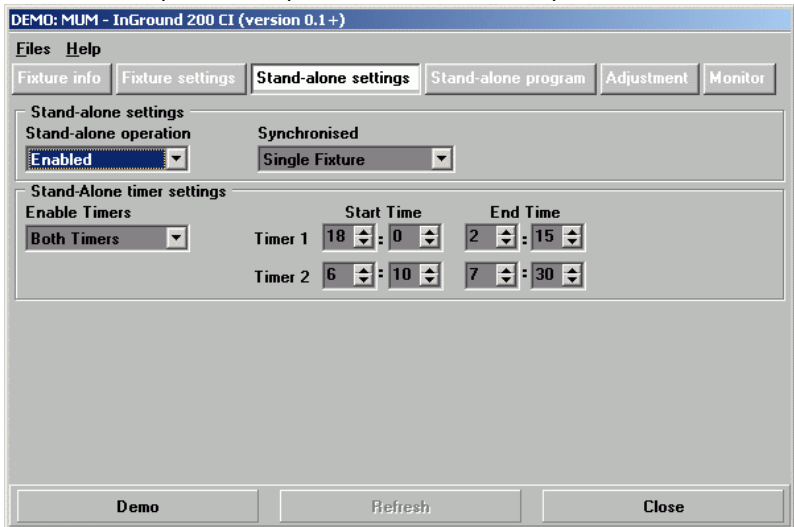 DEMO: MUM - InGround 200 CI (version 0.1+)
Files Help
Fixture info Fixture settings Stand-alone settings Stand-alone program Adjustment Monitor
Stand-alone settings
Stand-alone operation Synchronised
Enabled Single Fixture
Stand-Alone timer settings
Enable Timers Start Time End Time
Both Timers Timer 1 18 : 0 2 : 15
Timer 2 6 : 10 7 : 30
Demo Refresh Close